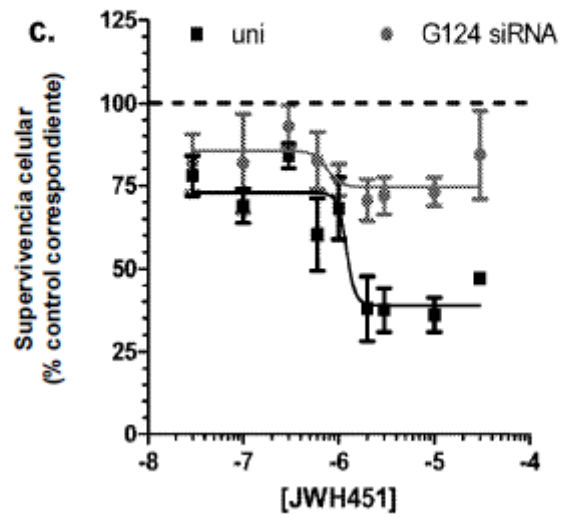 c.
uni
G124 siRNA
Supervivencia celular
(% control correspondiente)
125
100
75
50
25
0
-8
-7
-6
-5
-4
[JWH451]